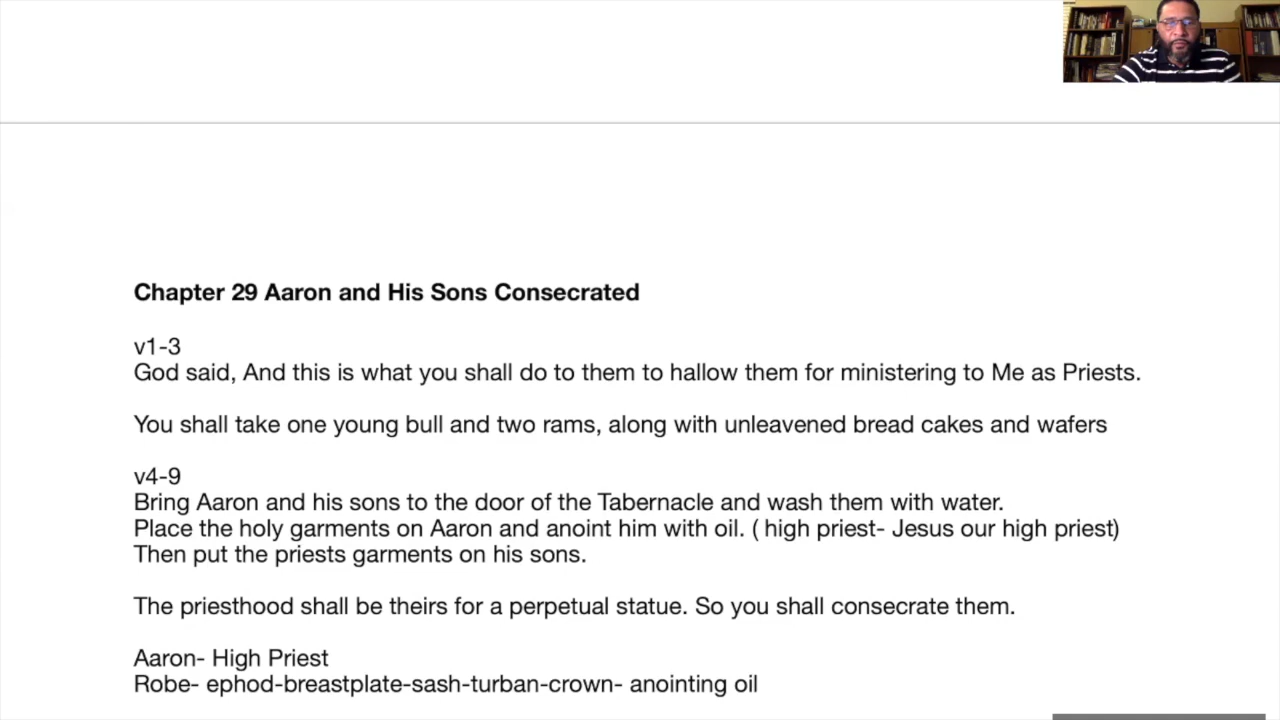 Chapter 29 Aaron and His Sons Consecrated
v1-3
God said, And this is what you shall do to them to hallow them for ministering to Me as Priests.
You shall take one young bull and two rams, along with unleavened bread cakes and wafers
v4-9
Bring Aaron and his sons to the door of the Tabernacle and wash them with water.
Place the holy garments on Aaron and anoint him with oil. ( high priest- Jesus our high priest)
Then put the priests garments on his sons.
The priesthood shall be theirs for a perpetual statue. So you shall consecrate them.
Aaron- High Priest
Robe- ephod-breastplate-sash-turban-crown- anointing oil